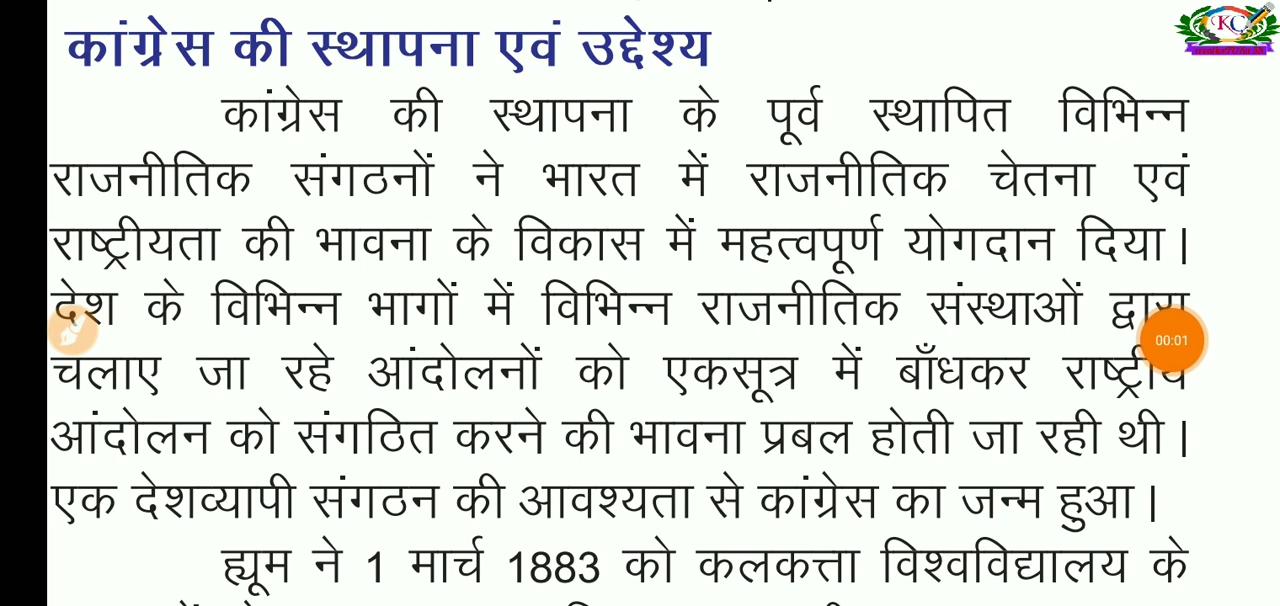 कांग्रेस की स्थापना एवं उद्देश्य
KC
कांग्रेस की स्थापना के पूर्व स्थापित विभिन्न
राजनीतिक संगठनों ने भारत में राजनीतिक चेतना एवं
राष्ट्रीयता की भावना के विकास में महत्वपूर्ण योगदान दिया।
देश के विभिन्न भागों में विभिन्न राजनीतिक संस्थाओं द्वारा
00:01
चलाए जा रहे आंदोलनों को एकसूत्र में बाँधकर राष्ट्रीय
आंदोलन को संगठित करने की भावना प्रबल होती जा रही थी।
एक देशव्यापी संगठन की आवश्यता से कांग्रेस का जन्म हुआ।
ह्यूम ने 1 मार्च 1883 को कलकत्ता विश्वविद्यालय के